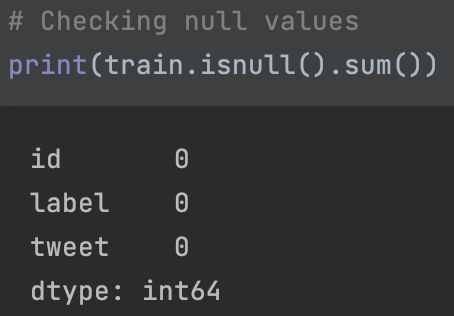 # Checking null values
print(train.isnull().sum())
id       0
label    0
tweet    0
dtype: int64